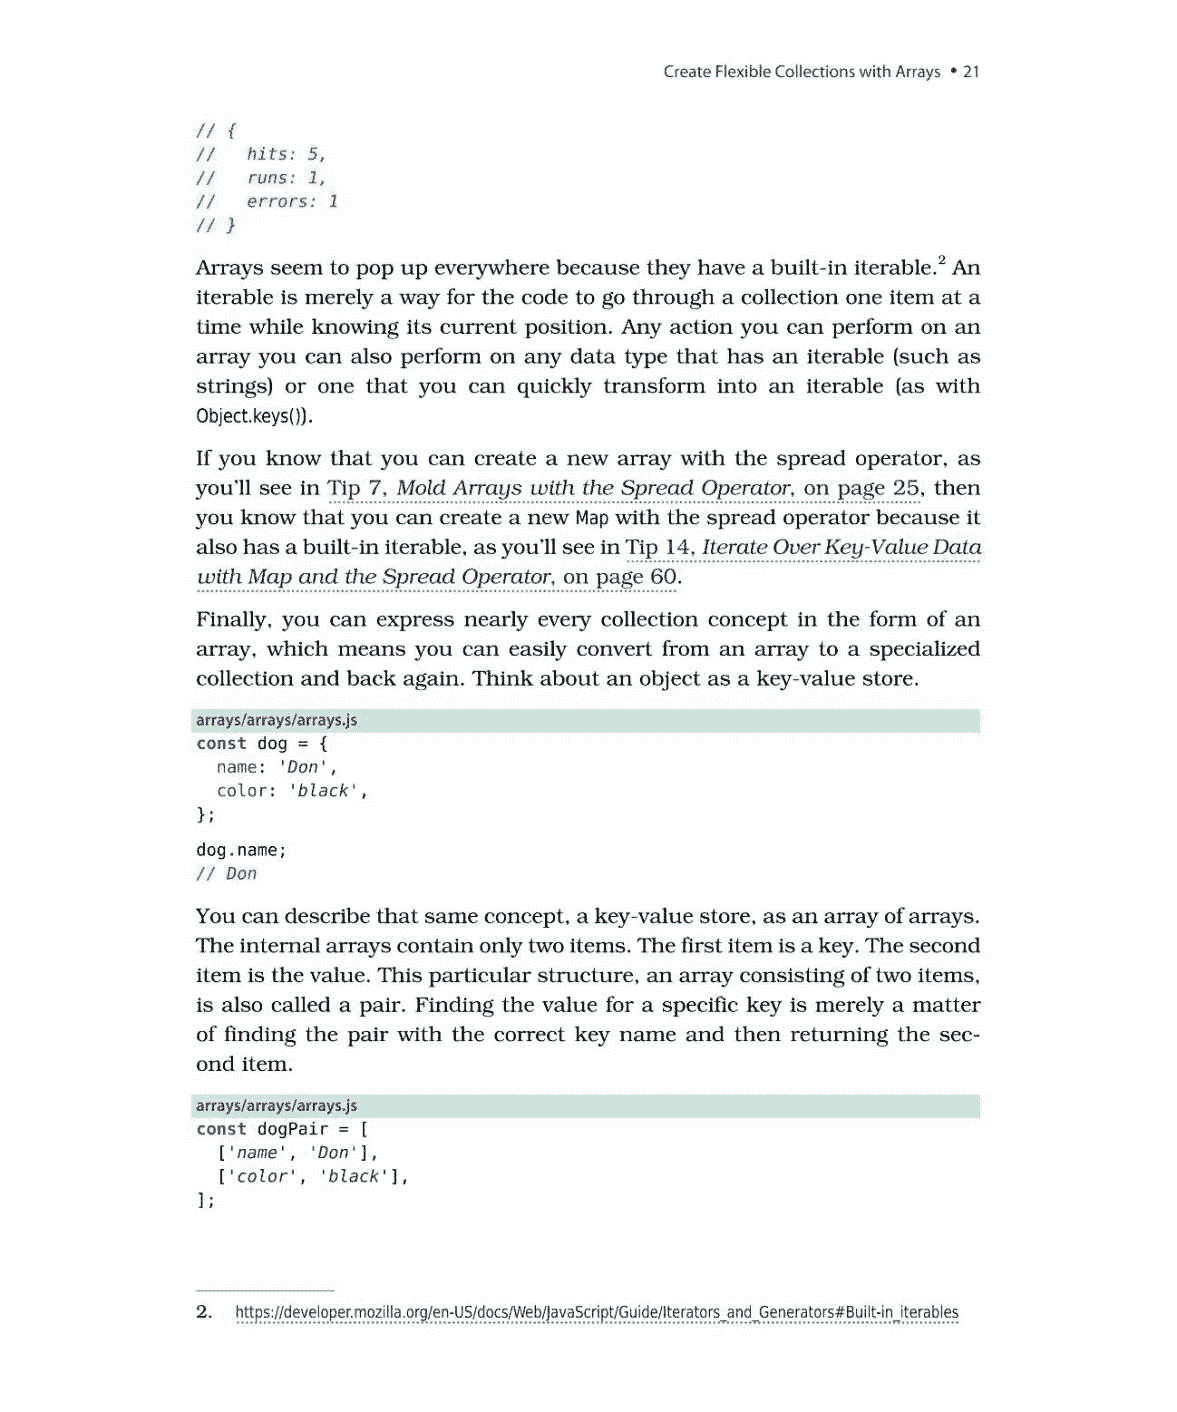 Create Flexible Collections with Arrays • 21
// {
//   hits: 5,
//   runs: 1,
//   errors: 1
// }
Arrays seem to pop up everywhere because they have a built-in iterable.² An
iterable is merely a way for the code to go through a collection one item at a
time while knowing its current position. Any action you can perform on an
array you can also perform on any data type that has an iterable (such as
strings) or one that you can quickly transform into an iterable (as with
Object.keys()).
If you know that you can create a new array with the spread operator, as
you'll see in Tip 7, Mold Arrays with the Spread Operator, on page 25, then
you know that you can create a new Map with the spread operator because it
also has a built-in iterable, as you'll see in Tip 14, Iterate Over Key-Value Data
with Map and the Spread Operator, on page 60.
Finally, you can express nearly every collection concept in the form of an
array, which means you can easily convert from an array to a specialized
collection and back again. Think about an object as a key-value store.
arrays/arrays/arrays.js
const dog = {
  name: 'Don',
  color: 'black',
};
dog.name;
// Don
You can describe that same concept, a key-value store, as an array of arrays.
The internal arrays contain only two items. The first item is a key. The second
item is the value. This particular structure, an array consisting of two items,
is also called a pair. Finding the value for a specific key is merely a matter
of finding the pair with the correct key name and then returning the sec-
ond item.
arrays/arrays/arrays.js
const dogPair = [
  ['name', 'Don'],
  ['color', 'black'],
];
2. https://developer.mozilla.org/en-US/docs/Web/JavaScript/Guide/Iterators_and_Generators#Built-in_iterables